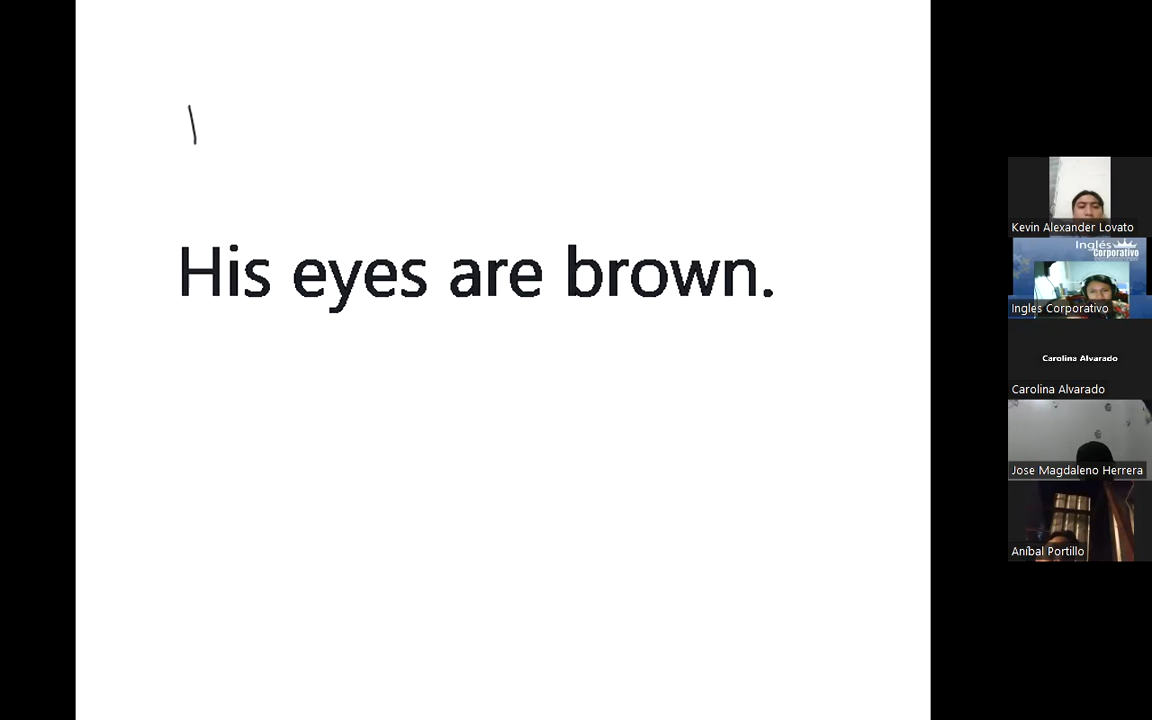 His eyes are brown.
Kevin Alexander Lovato
Inglés
Corporativo
Ingles Corporativo
Carolina Alvarado
Carolina Alvarado
Jose Magdaleno Herrera
Aníbal Portillo